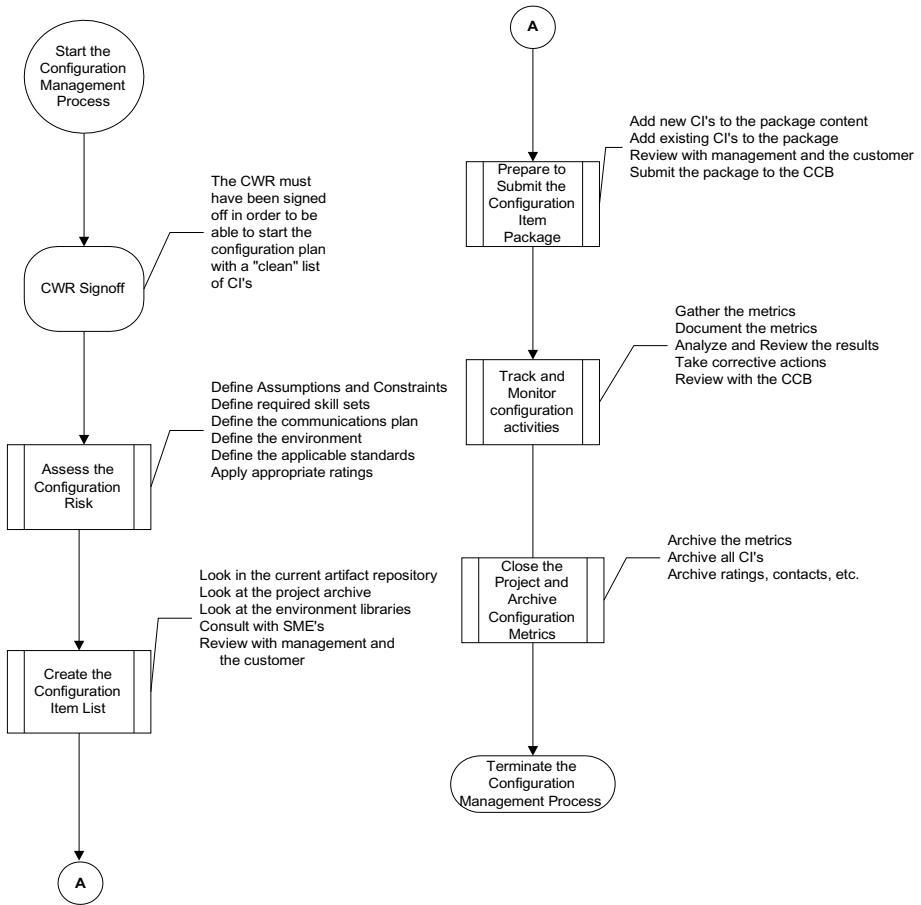 Start the
Configuration
Management
Process
The CWR must
have been signed
off in order to be
able to start the
configuration plan
with a "clean" list
of CI's
CWR Signoff
Define Assumptions and Constraints
Define required skill sets
Define the communications plan
Define the environment
Define the applicable standards
Apply appropriate ratings
Assess the
Configuration
Risk
Look in the current artifact repository
Look at the project archive
Look at the environment libraries
Consult with SME's
Review with management and
the customer
Create the
Configuration
Item List
A
A
Add new CI's to the package content
Add existing CI's to the package
Review with management and the customer
Submit the package to the CCB
Prepare to
Submit the
Configuration
Item
Package
Gather the metrics
Document the metrics
Analyze and Review the results
Take corrective actions
Review with the CCB
Track and
Monitor
configuration
activities
Archive the metrics
Archive all CI's
Archive ratings, contacts, etc.
Close the
Project and
Archive
Configuration
Metrics
Terminate the
Configuration
Management Process